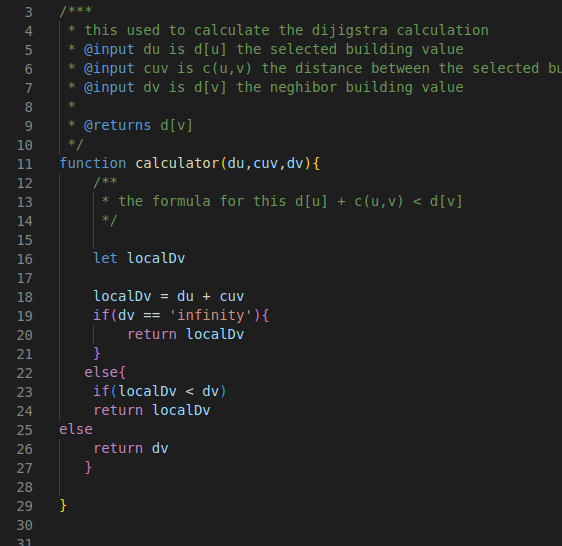 3 /***
4  * this used to calculate the dijigstra calculation
5  * @input du is d[u] the selected building value
6  * @input cuv is c(u,v) the distance between the selected
7  * @input dv is d[v] the neghibor building value
8  *
9  * @returns d[v]
10  */
11 function calculator(du,cuv,dv){
12     /**
13      * the formula for this d[u] + c(u,v) < d[v]
14      */
15
16     let localDv
17
18     localDv = du + cuv
19     if(dv == 'infinity'){
20         return localDv
21     }
22    else{
23     if(localDv < dv)
24     return localDv
25 else
26     return dv
27    }
28
29 }
30
31